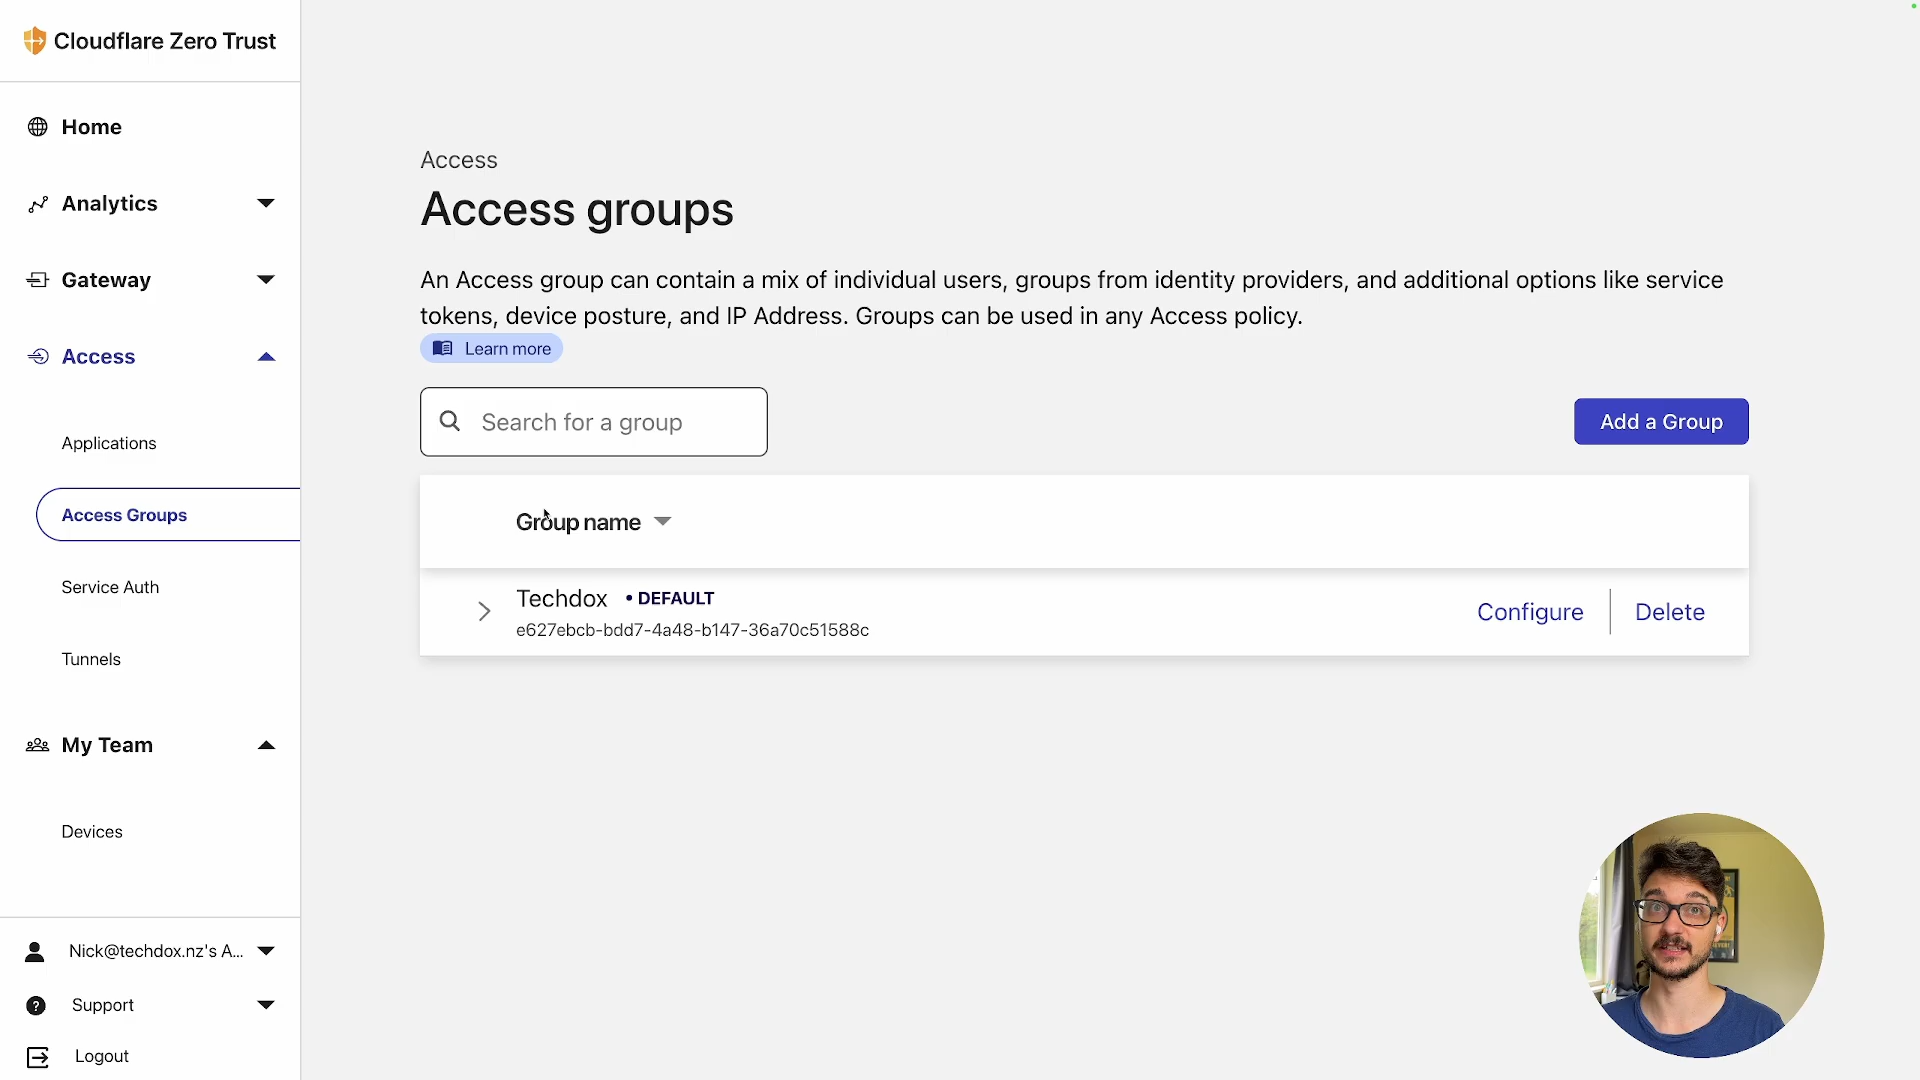 Cloudflare Zero Trust
Home
Analytics
Gateway
Access
Applications
Access Groups
Service Auth
Tunnels
My Team
Devices
Nick@techdox.nz's A...
Support
Logout
Access
Access groups
An Access group can contain a mix of individual users, groups from identity providers, and additional options like service
tokens, device posture, and IP Address. Groups can be used in any Access policy.
Learn more
Search for a group
Add a Group
Group name
Techdox • DEFAULT
e627ebcb-bdd7-4a48-b147-36a70c51588c
Configure
Delete